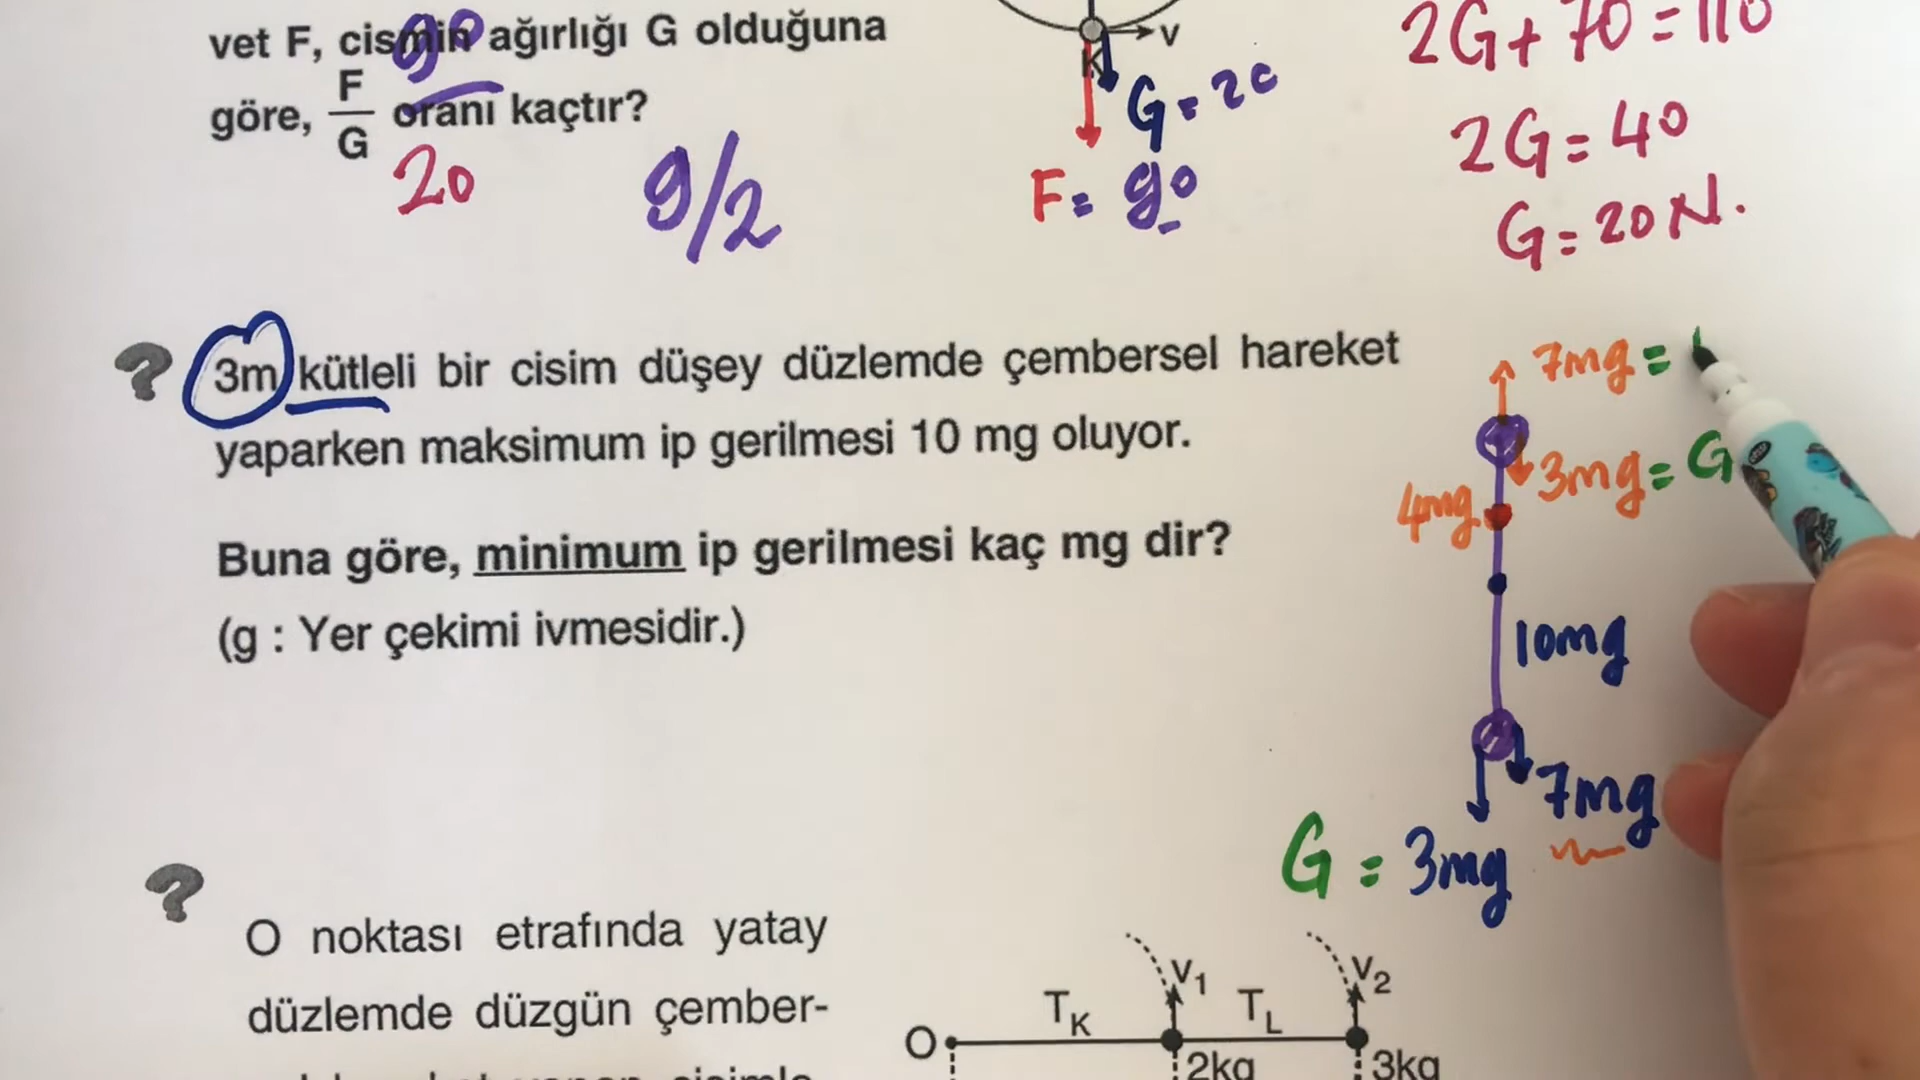 vet F, cismin ağırlığı G olduğuna
90
göre, F/G oranı kaçtır?
20
9/2
K
V
G = 20
F = 90
2G + 70 = 110
2G = 40
G = 20 N.
? 3m kütleli bir cisim düşey düzlemde çembersel hareket
yaparken maksimum ip gerilmesi 10 mg oluyor.
Buna göre, minimum ip gerilmesi kaç mg dir?
(g : Yer çekimi ivmesidir.)
7mg =
3mg = G
4mg
10mg
7mg
G = 3mg
?
O noktası etrafında yatay
düzlemde düzgün çember-
O
TK
V1
TL
V2
2kg
3kg